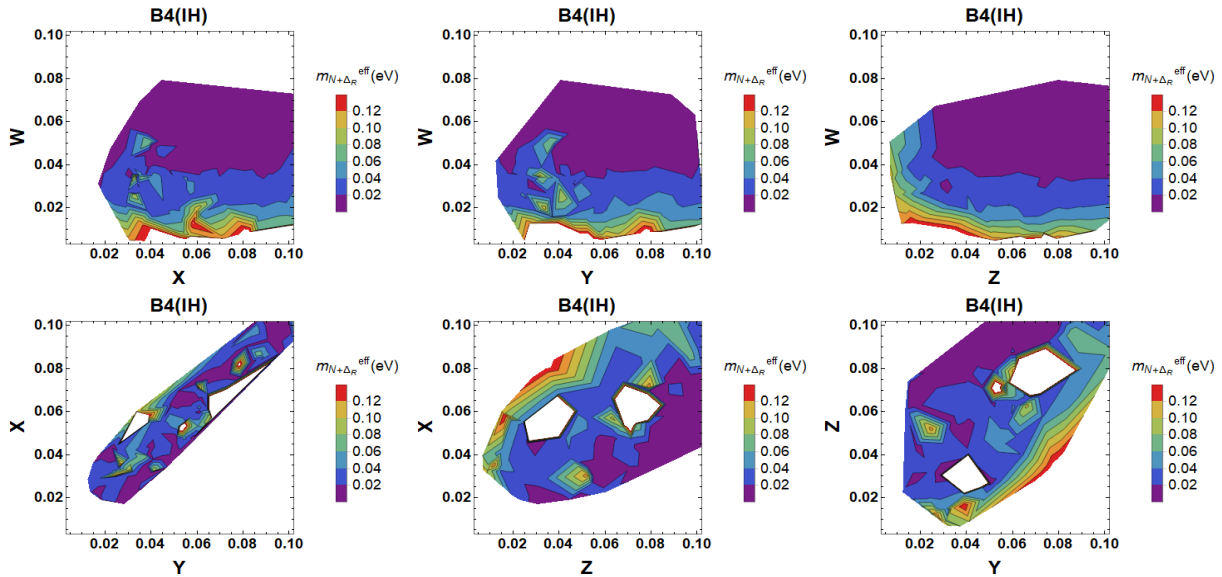 B4(IH) B4(IH) B4(IH)
0.10 0.10 0.10
m_{N+Δ_R}^{eff}(eV) m_{N+Δ_R}^{eff}(eV) m_{N+Δ_R}^{eff}(eV)
0.08 0.08 0.08
0.12 0.12 0.12
0.10 0.10 0.10
W 0.06 W 0.06 W 0.06
0.08 0.08 0.08
0.06 0.06 0.06
0.04 0.04 0.04
0.04 0.04 0.04
0.02 0.02 0.02
0.02 0.02 0.02
0.02 0.04 0.06 0.08 0.10 0.02 0.04 0.06 0.08 0.10 0.02 0.04 0.06 0.08 0.10
X Y Z
B4(IH) B4(IH) B4(IH)
0.10 0.10 0.10
m_{N+Δ_R}^{eff}(eV) m_{N+Δ_R}^{eff}(eV) m_{N+Δ_R}^{eff}(eV)
0.08 0.08 0.08
0.12 0.12 0.12
0.10 0.10 0.10
X 0.06 X 0.06 Z 0.06
0.08 0.08 0.08
0.06 0.06 0.06
0.04 0.04 0.04
0.04 0.04 0.04
0.02 0.02 0.02
0.02 0.02 0.02
0.02 0.04 0.06 0.08 0.10 0.02 0.04 0.06 0.08 0.10 0.02 0.04 0.06 0.08 0.10
Y Z Y